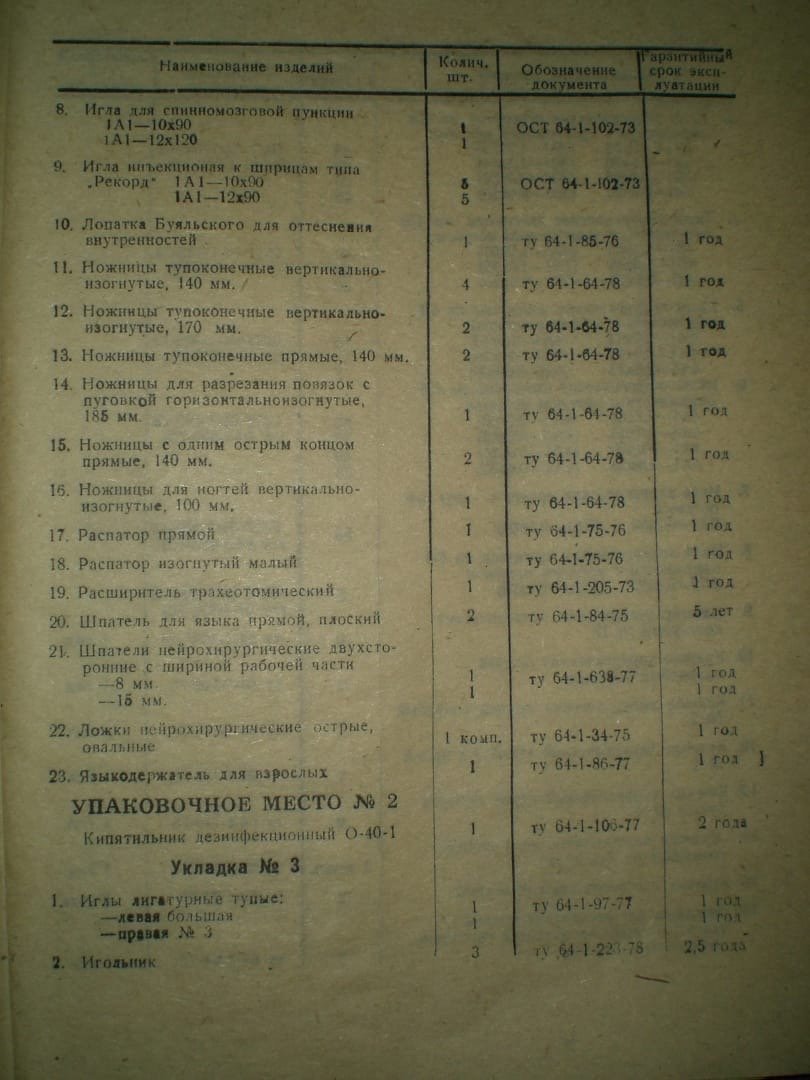 Наименование изделий Колич. шт. Обозначение документа Гарантийный срок эксплуатации
8. Игла для спинномозговой пункции
1А1—10х90 1 ОСТ 64-1-102-73
1А1—12х120 1
9. Игла инъекционая к шприцам типа
„Рекорд" 1А1—10х90 5 ОСТ 64-1-102-73
1А1—12х90 5
10. Лопатка Буяльского для оттеснения
внутренностей 1 ту 64-1-85-76 1 год
11. Ножницы тупоконечные вертикально-
изогнутые, 140 мм. 4 ту 64-1-64-78 1 год
12. Ножницы тупоконечные вертикально-
изогнутые, 170 мм. 2 ту 64-1-64-78 1 год
13. Ножницы тупоконечные прямые, 140 мм. 2 ту 64-1-64-78 1 год
14. Ножницы для разрезания повязок с
пуговкой горизонтальноизогнутые,
185 мм. 1 ту 64-1-64-78 1 год
15. Ножницы с одним острым концом
прямые, 140 мм. 2 ту 64-1-64-78 1 год
16. Ножницы для ногтей вертикально-
изогнутые, 100 мм. 1 ту 64-1-64-78 1 год
17. Распатор прямой 1 ту 64-1-75-76 1 год
18. Распатор изогнутый малый 1 ту 64-1-75-76 1 год
19. Расширитель трахеотомический 1 ту 64-1-205-73 1 год
20. Шпатель для языка прямой, плоский 2 ту 64-1-84-75 5 лет
21. Шпатели нейрохирургические двухсто-
ронние с шириной рабочей части
—8 мм. 1 ту 64-1-638-77 1 год
—15 мм. 1 1 год
22. Ложки нейрохирургические острые,
овальные 1 комп. ту 64-1-34-75 1 год
23. Языкодержатель для взрослых 1 ту 64-1-86-77 1 год
УПАКОВОЧНОЕ МЕСТО № 2
Кипятильник дезинфекционный О-40-1 1 ту 64-1-106-77 2 года
Укладка № 3
1. Иглы лигатурные тупые:
—левая большая 1 ту 64-1-97-77 1 год
—правая № 3 1 1 год
2. Игольник 3 ту 64-1-223-78 2,5 года